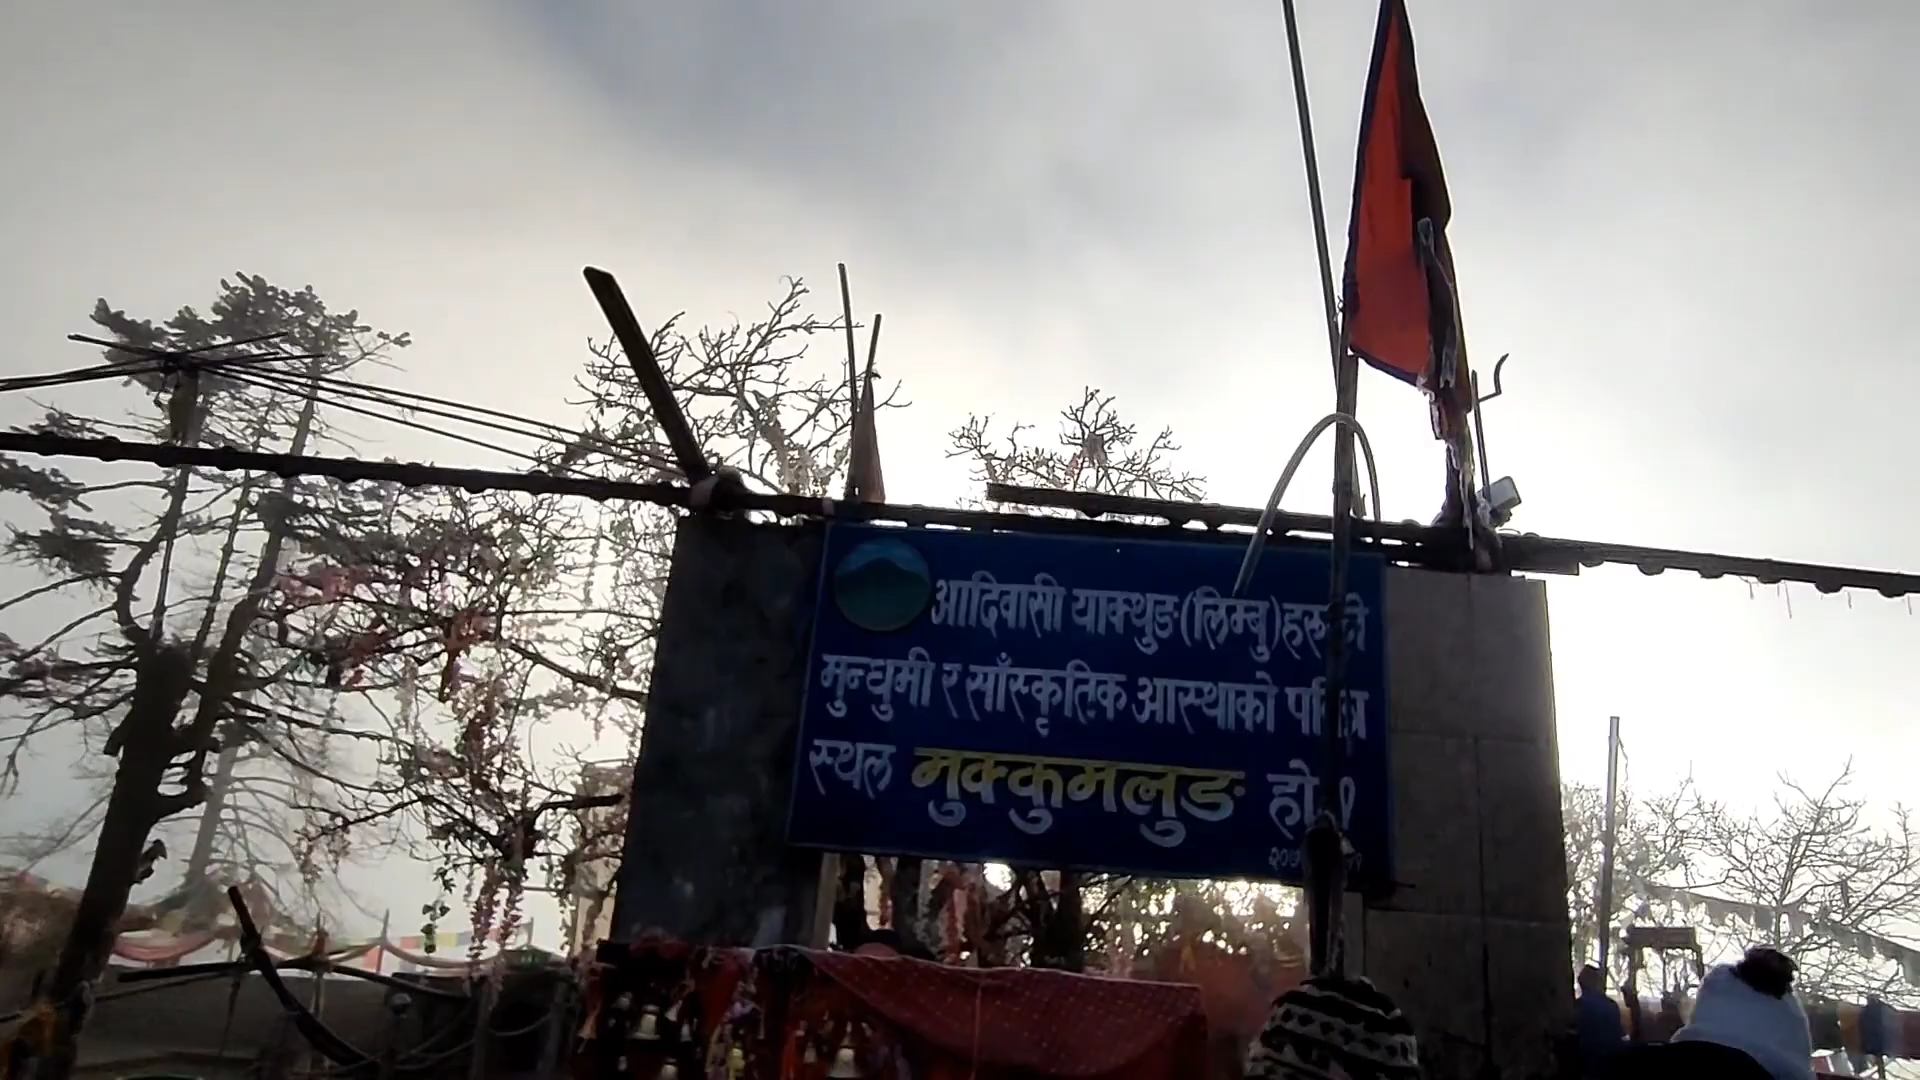 आदिवासी याक्थुङ(लिम्बु)हरूको
मुन्धुमी र साँस्कृतिक आस्थाको पवित्र
स्थल मुक्कुमलुङ हो ।